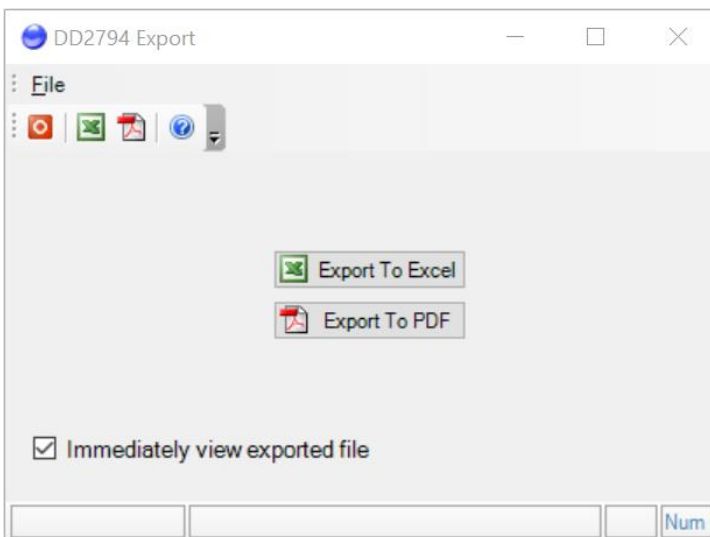 DD2794 Export
File
Export To Excel
Export To PDF
Immediately view exported file
Num